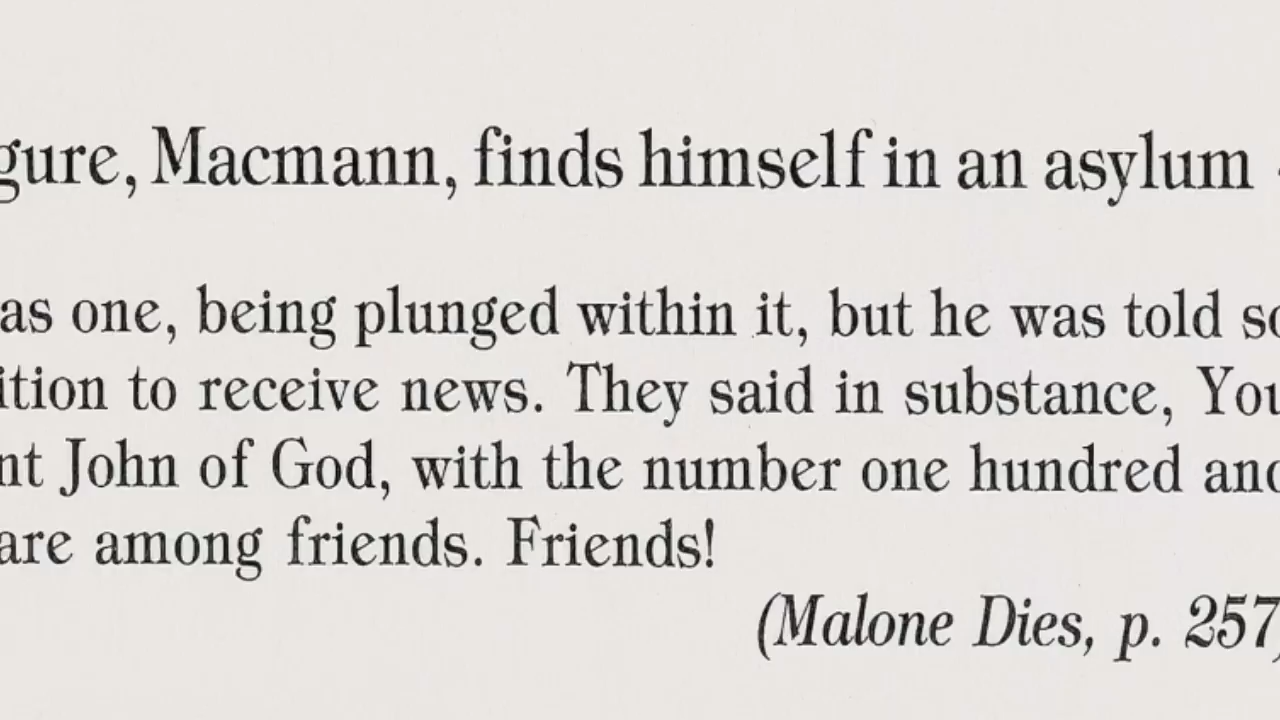 gure, Macmann, finds himself in an asylum
as one, being plunged within it, but he was told so
ition to receive news. They said in substance, You
nt John of God, with the number one hundred and
are among friends. Friends!
(Malone Dies, p. 257)